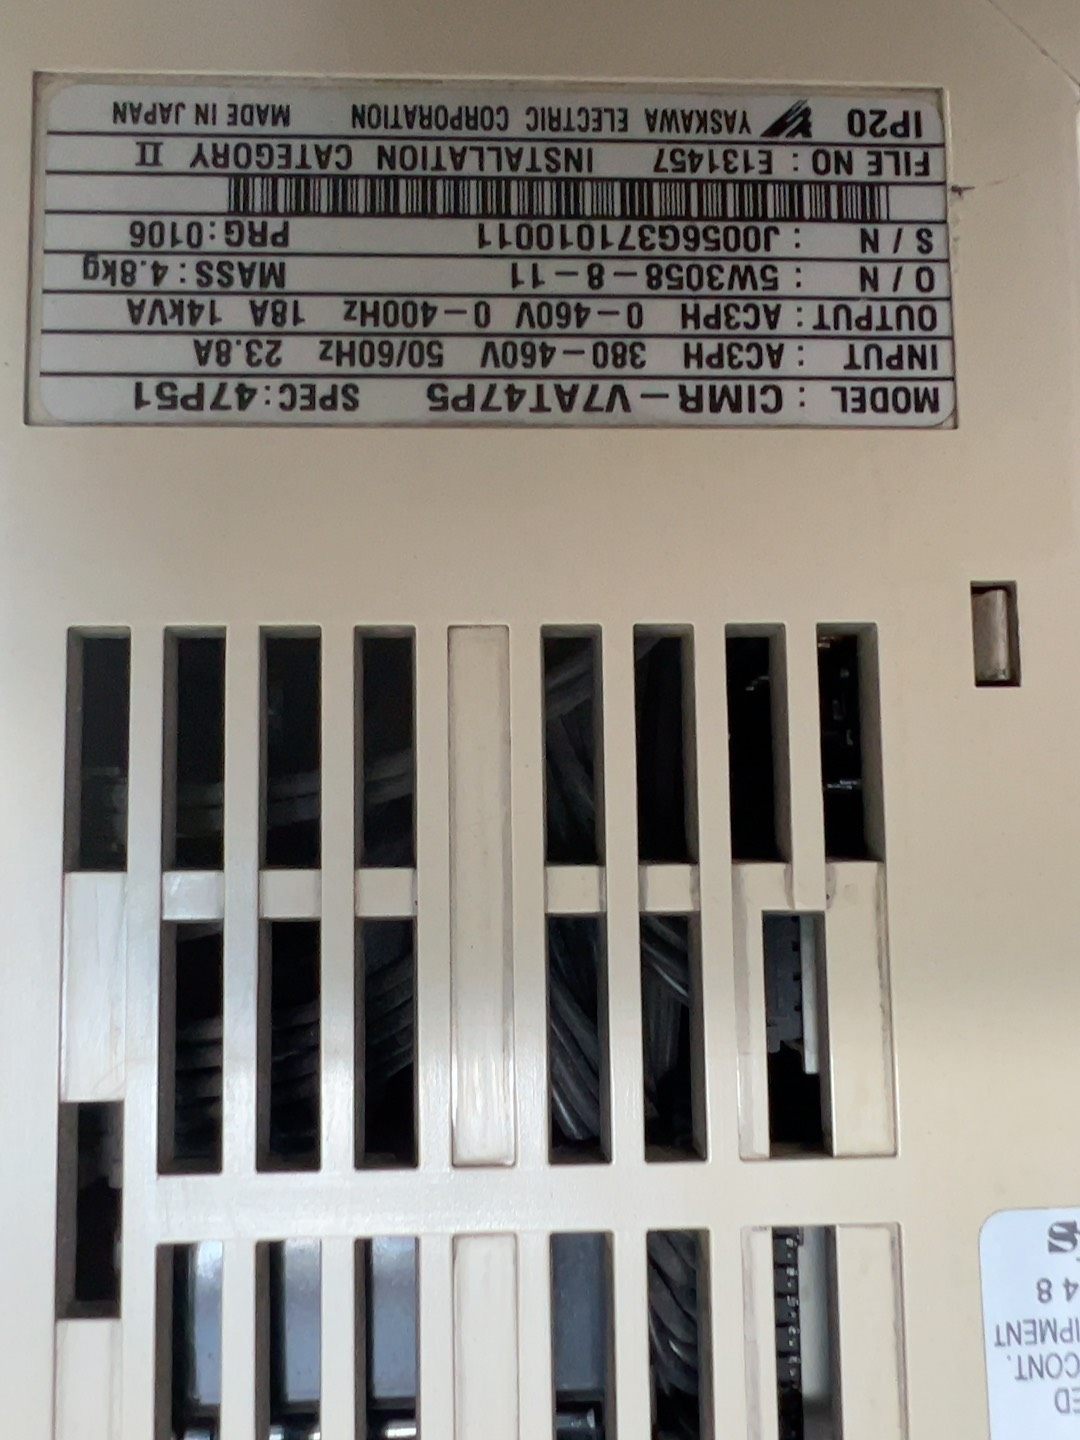 MODEL : CIMR-V7AT47P5 SPEC:47P51
INPUT : AC3PH 380-460V 50/60Hz 23.8A
OUTPUT : AC3PH 0-460V 0-400Hz 18A 14kVA
O/N : 5W3058-8-11 MASS:4.8kg
S/N : J0056G371010011 PRG:0106
FILE NO : E131457 INSTALLATION CATEGORY II
IP20 YASKAWA ELECTRIC CORPORATION MADE IN JAPAN
CONT.
48